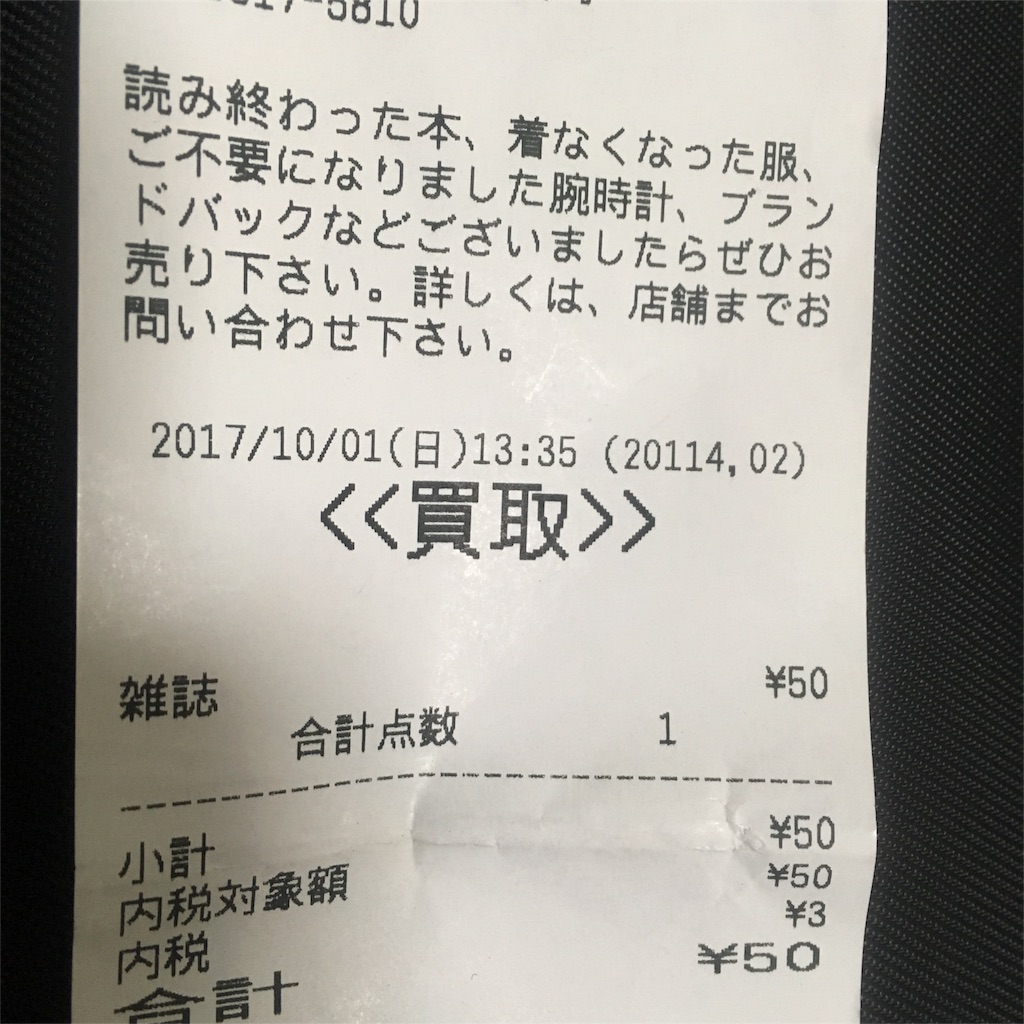 読み終わった本、着なくなった服、
ご不要になりました腕時計、ブラン
ドバックなどございましたらぜひお
売り下さい。詳しくは、店舗までお
問い合わせ下さい。
2017/10/01(日)13:35 (20114,02)
<<買取>>
雑誌 ¥50
合計点数 1
小計 ¥50
内税対象額 ¥50
内税 ¥3
合計 ¥50